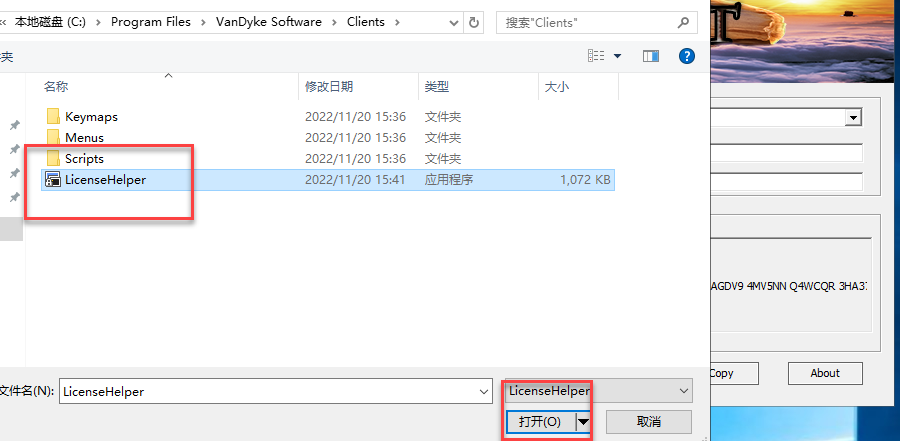 « 本地磁盘 (C:) › Program Files › VanDyke Software › Clients ›
搜索"Clients"
夹
名称 修改日期 类型 大小
Keymaps 2022/11/20 15:36 文件夹
Menus 2022/11/20 15:36 文件夹
Scripts 2022/11/20 15:36 文件夹
LicenseHelper 2022/11/20 15:41 应用程序 1,072 KB
AGDV9 4MV5NN Q4WCQR 3HA37
Copy About
文件名(N): LicenseHelper LicenseHelper
打开(O) 取消